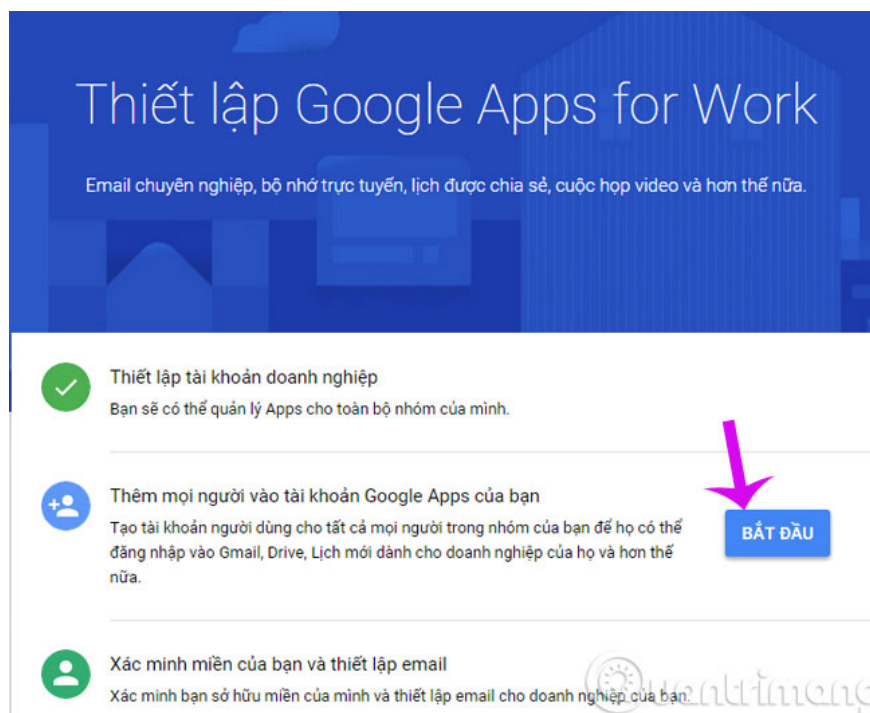 Thiết lập Google Apps for Work
Email chuyên nghiệp, bộ nhớ trực tuyến, lịch được chia sẻ, cuộc họp video và hơn thế nữa.
Thiết lập tài khoản doanh nghiệp
Bạn sẽ có thể quản lý Apps cho toàn bộ nhóm của mình.
Thêm mọi người vào tài khoản Google Apps của bạn
Tạo tài khoản người dùng cho tất cả mọi người trong nhóm của bạn để họ có thể
đăng nhập vào Gmail, Drive, Lịch mới dành cho doanh nghiệp của họ và hơn thế
nữa.
BẮT ĐẦU
Xác minh miền của bạn và thiết lập email
Xác minh bạn sở hữu miền của mình và thiết lập email cho doanh nghiệp của bạn.
Quantrimang